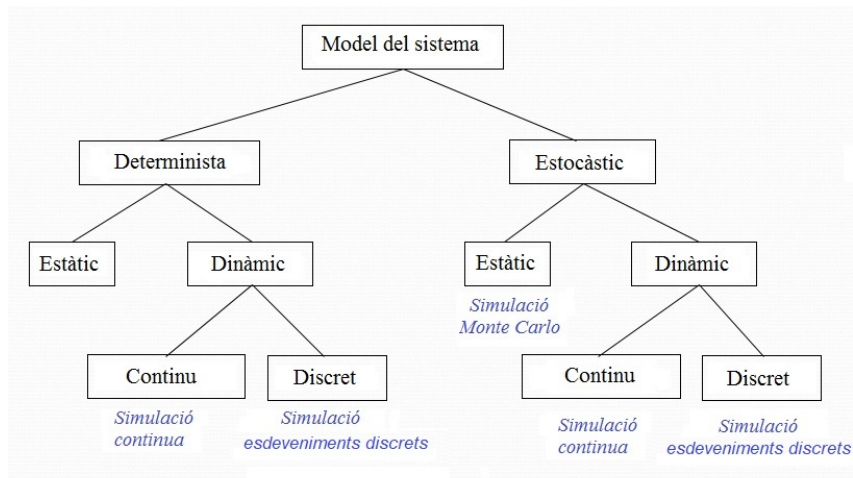 Model del sistema
Determinista
Estocàstic
Estàtic
Dinàmic
Estàtic
Dinàmic
Simulació
Monte Carlo
Continu
Discret
Continu
Discret
Simulació
continua
Simulació
esdeveniments discrets
Simulació
continua
Simulació
esdeveniments discrets